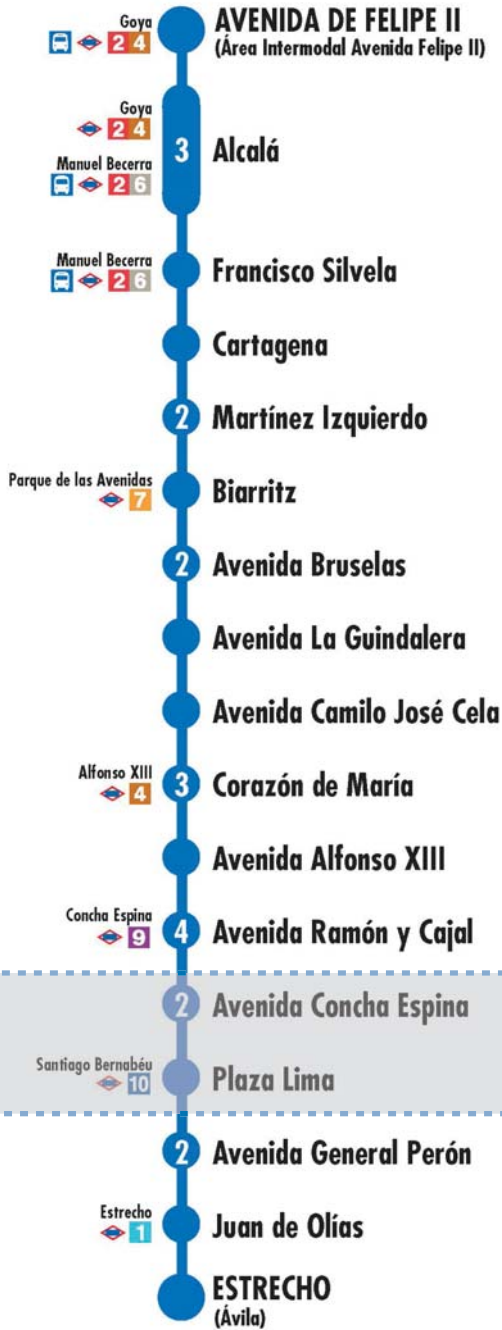 Goya
2 4
AVENIDA DE FELIPE II
(Área Intermodal Avenida Felipe II)
Goya
2 4
Manuel Becerra
2 6
3
Alcalá
Manuel Becerra
2 6
Francisco Silvela
Cartagena
2 Martínez Izquierdo
Parque de las Avenidas
7
Biarritz
2 Avenida Bruselas
Avenida La Guindalera
Avenida Camilo José Cela
Alfonso XIII
4
3 Corazón de María
Avenida Alfonso XIII
Concha Espina
9
4 Avenida Ramón y Cajal
2 Avenida Concha Espina
Santiago Bernabéu
10
Plaza Lima
2 Avenida General Perón
Estrecho
1
Juan de Olías
ESTRECHO
(Ávila)